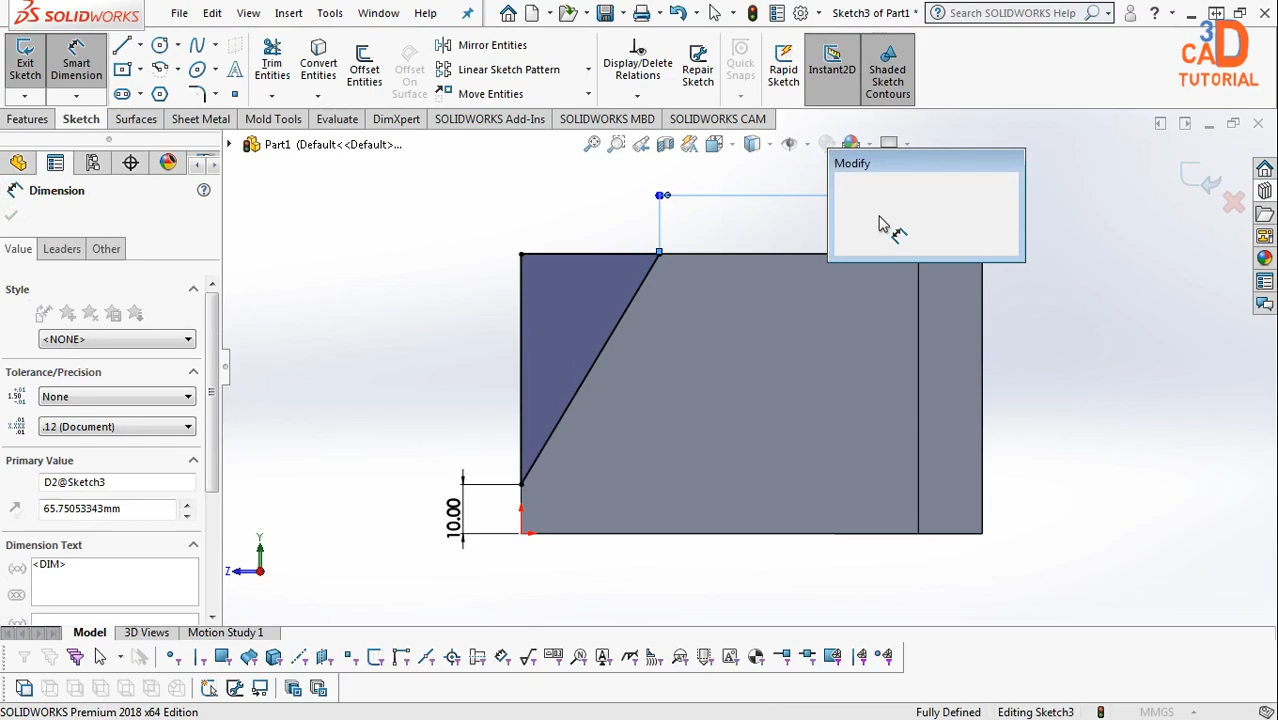 SOLIDWORKS
File Edit View Insert Tools Window Help
Sketch3 of Part1 *
Search SOLIDWORKS Help
3D
CAD
TUTORIAL
Exit Sketch
Smart Dimension
Trim Entities
Convert Entities
Offset Entities
Offset On Surface
Mirror Entities
Linear Sketch Pattern
Move Entities
Display/Delete Relations
Repair Sketch
Quick Snaps
Rapid Sketch
Instant2D
Shaded Sketch Contours
Features Sketch Surfaces Sheet Metal Mold Tools Evaluate DimXpert SOLIDWORKS Add-Ins SOLIDWORKS MBD SOLIDWORKS CAM
Part1 (Default<<Default>...
Modify
Dimension
Value Leaders Other
Style
<NONE>
Tolerance/Precision
None
.12 (Document)
Primary Value
D2@Sketch3
65.75053343mm
Dimension Text
<DIM>
10.00
Y
Z
Model 3D Views Motion Study 1
SOLIDWORKS Premium 2018 x64 Edition
Fully Defined Editing Sketch3 MMGS